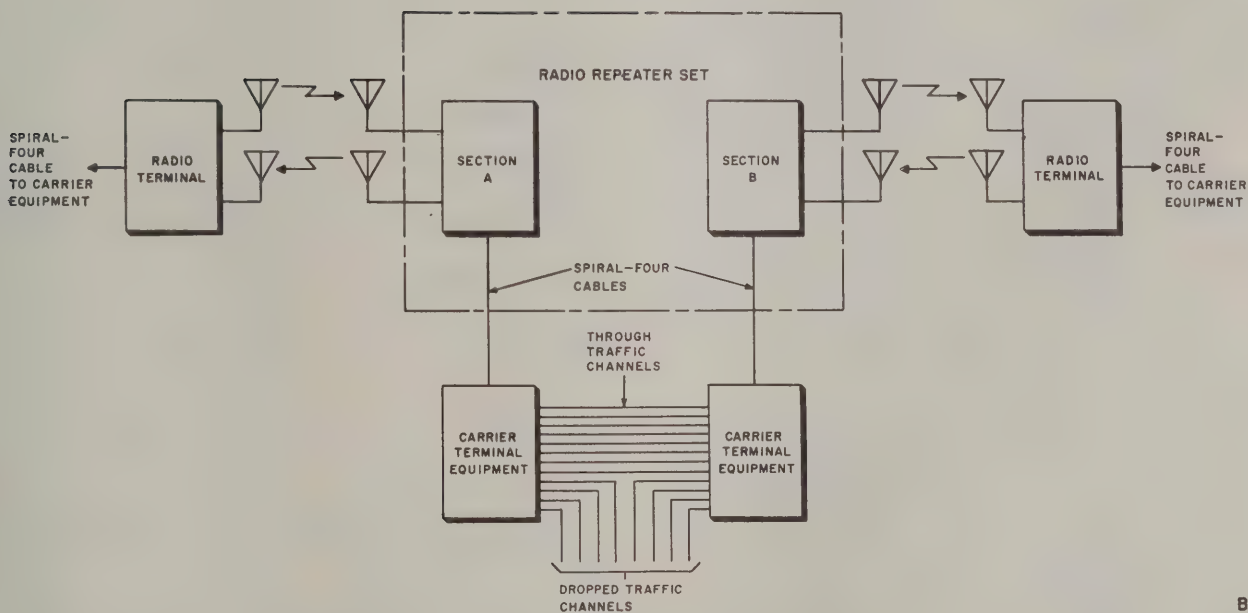 RADIO REPEATER SET
SPIRAL-
FOUR
CABLE
TO CARRIER
EQUIPMENT
RADIO
TERMINAL
SECTION
A
SECTION
B
RADIO
TERMINAL
SPIRAL-
FOUR
CABLE
TO CARRIER
EQUIPMENT
SPIRAL-FOUR
CABLES
THROUGH
TRAFFIC
CHANNELS
CARRIER
TERMINAL
EQUIPMENT
CARRIER
TERMINAL
EQUIPMENT
DROPPED TRAFFIC
CHANNELS
B